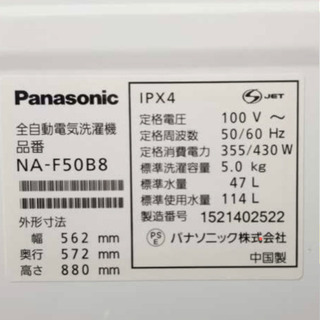 Panasonic
全自動電気洗濯機
品番
NA-F50B8
外形寸法
幅 562 mm
奥行 572 mm
高さ 880 mm
IPX4
S JET
定格電圧 100 V ～
定格周波数 50/60 Hz
定格消費電力 355/430 W
標準洗濯容量 5.0 kg
標準水量 47 L
標準使用水量 114 L
製造番号 1521402522
PS E パナソニック株式会社
中国製